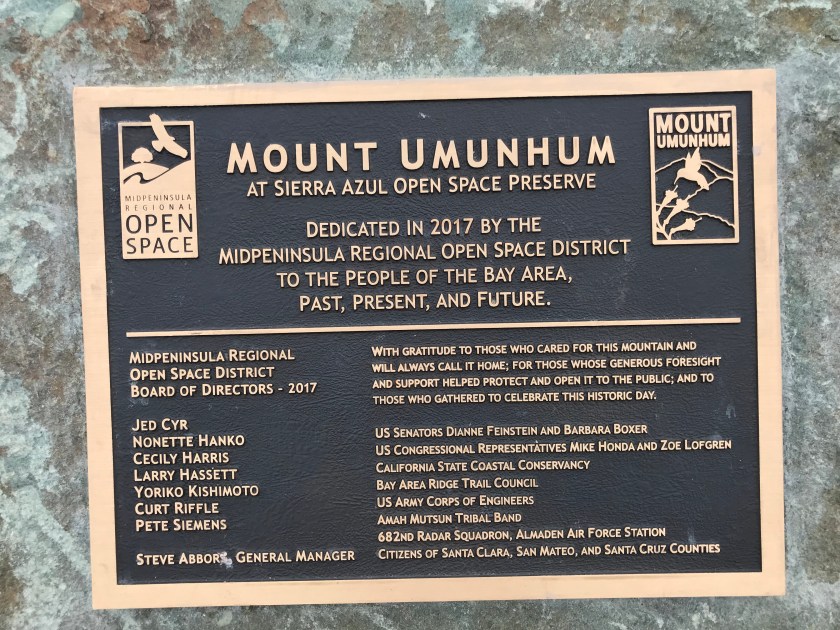 MIDPENINSULA
REGIONAL
OPEN
SPACE
MOUNT UMUNHUM
AT SIERRA AZUL OPEN SPACE PRESERVE
MOUNT
UMUNHUM
DEDICATED IN 2017 BY THE
MIDPENINSULA REGIONAL OPEN SPACE DISTRICT
TO THE PEOPLE OF THE BAY AREA,
PAST, PRESENT, AND FUTURE.
MIDPENINSULA REGIONAL
OPEN SPACE DISTRICT
BOARD OF DIRECTORS - 2017
JED CYR
NONETTE HANKO
CECILY HARRIS
LARRY HASSETT
YORIKO KISHIMOTO
CURT RIFFLE
PETE SIEMENS
STEVE ABBORS, GENERAL MANAGER
WITH GRATITUDE TO THOSE WHO CARED FOR THIS MOUNTAIN AND
WILL ALWAYS CALL IT HOME; FOR THOSE WHOSE GENEROUS FORESIGHT
AND SUPPORT HELPED PROTECT AND OPEN IT TO THE PUBLIC; AND TO
THOSE WHO GATHERED TO CELEBRATE THIS HISTORIC DAY.
US SENATORS DIANNE FEINSTEIN AND BARBARA BOXER
US CONGRESSIONAL REPRESENTATIVES MIKE HONDA AND ZOE LOFGREN
CALIFORNIA STATE COASTAL CONSERVANCY
BAY AREA RIDGE TRAIL COUNCIL
US ARMY CORPS OF ENGINEERS
AMAH MUTSUN TRIBAL BAND
682ND RADAR SQUADRON, ALMADEN AIR FORCE STATION
CITIZENS OF SANTA CLARA, SAN MATEO, AND SANTA CRUZ COUNTIES